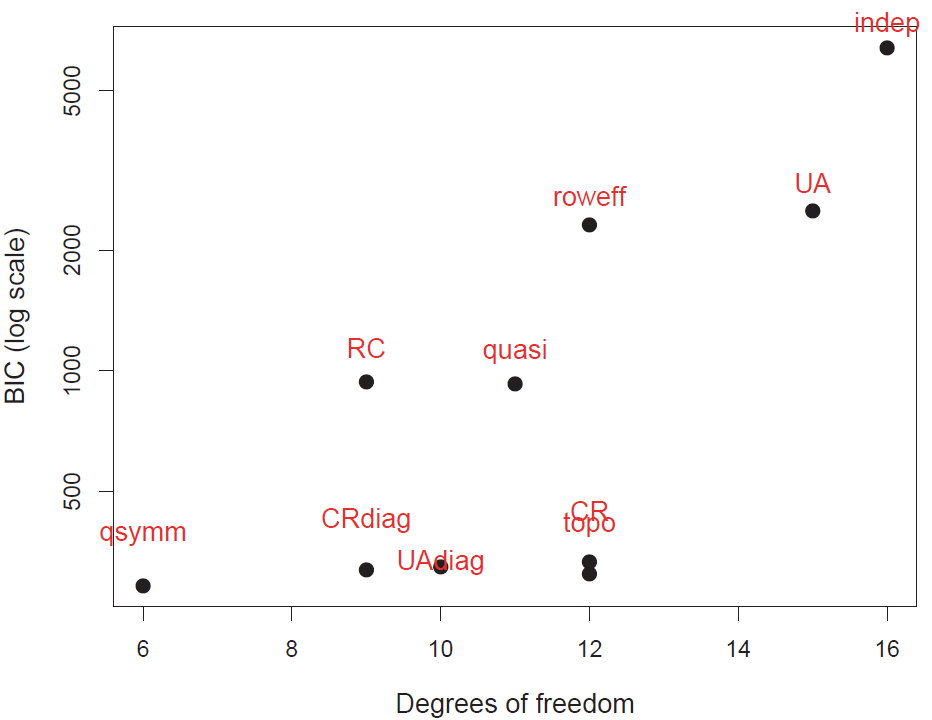 indep
5000
UA
roweff
2000
BIC (log scale)
RC
quasi
1000
500
CR
topo
CRdiag
qsymm
UAdiag
6
8
10
12
14
16
Degrees of freedom